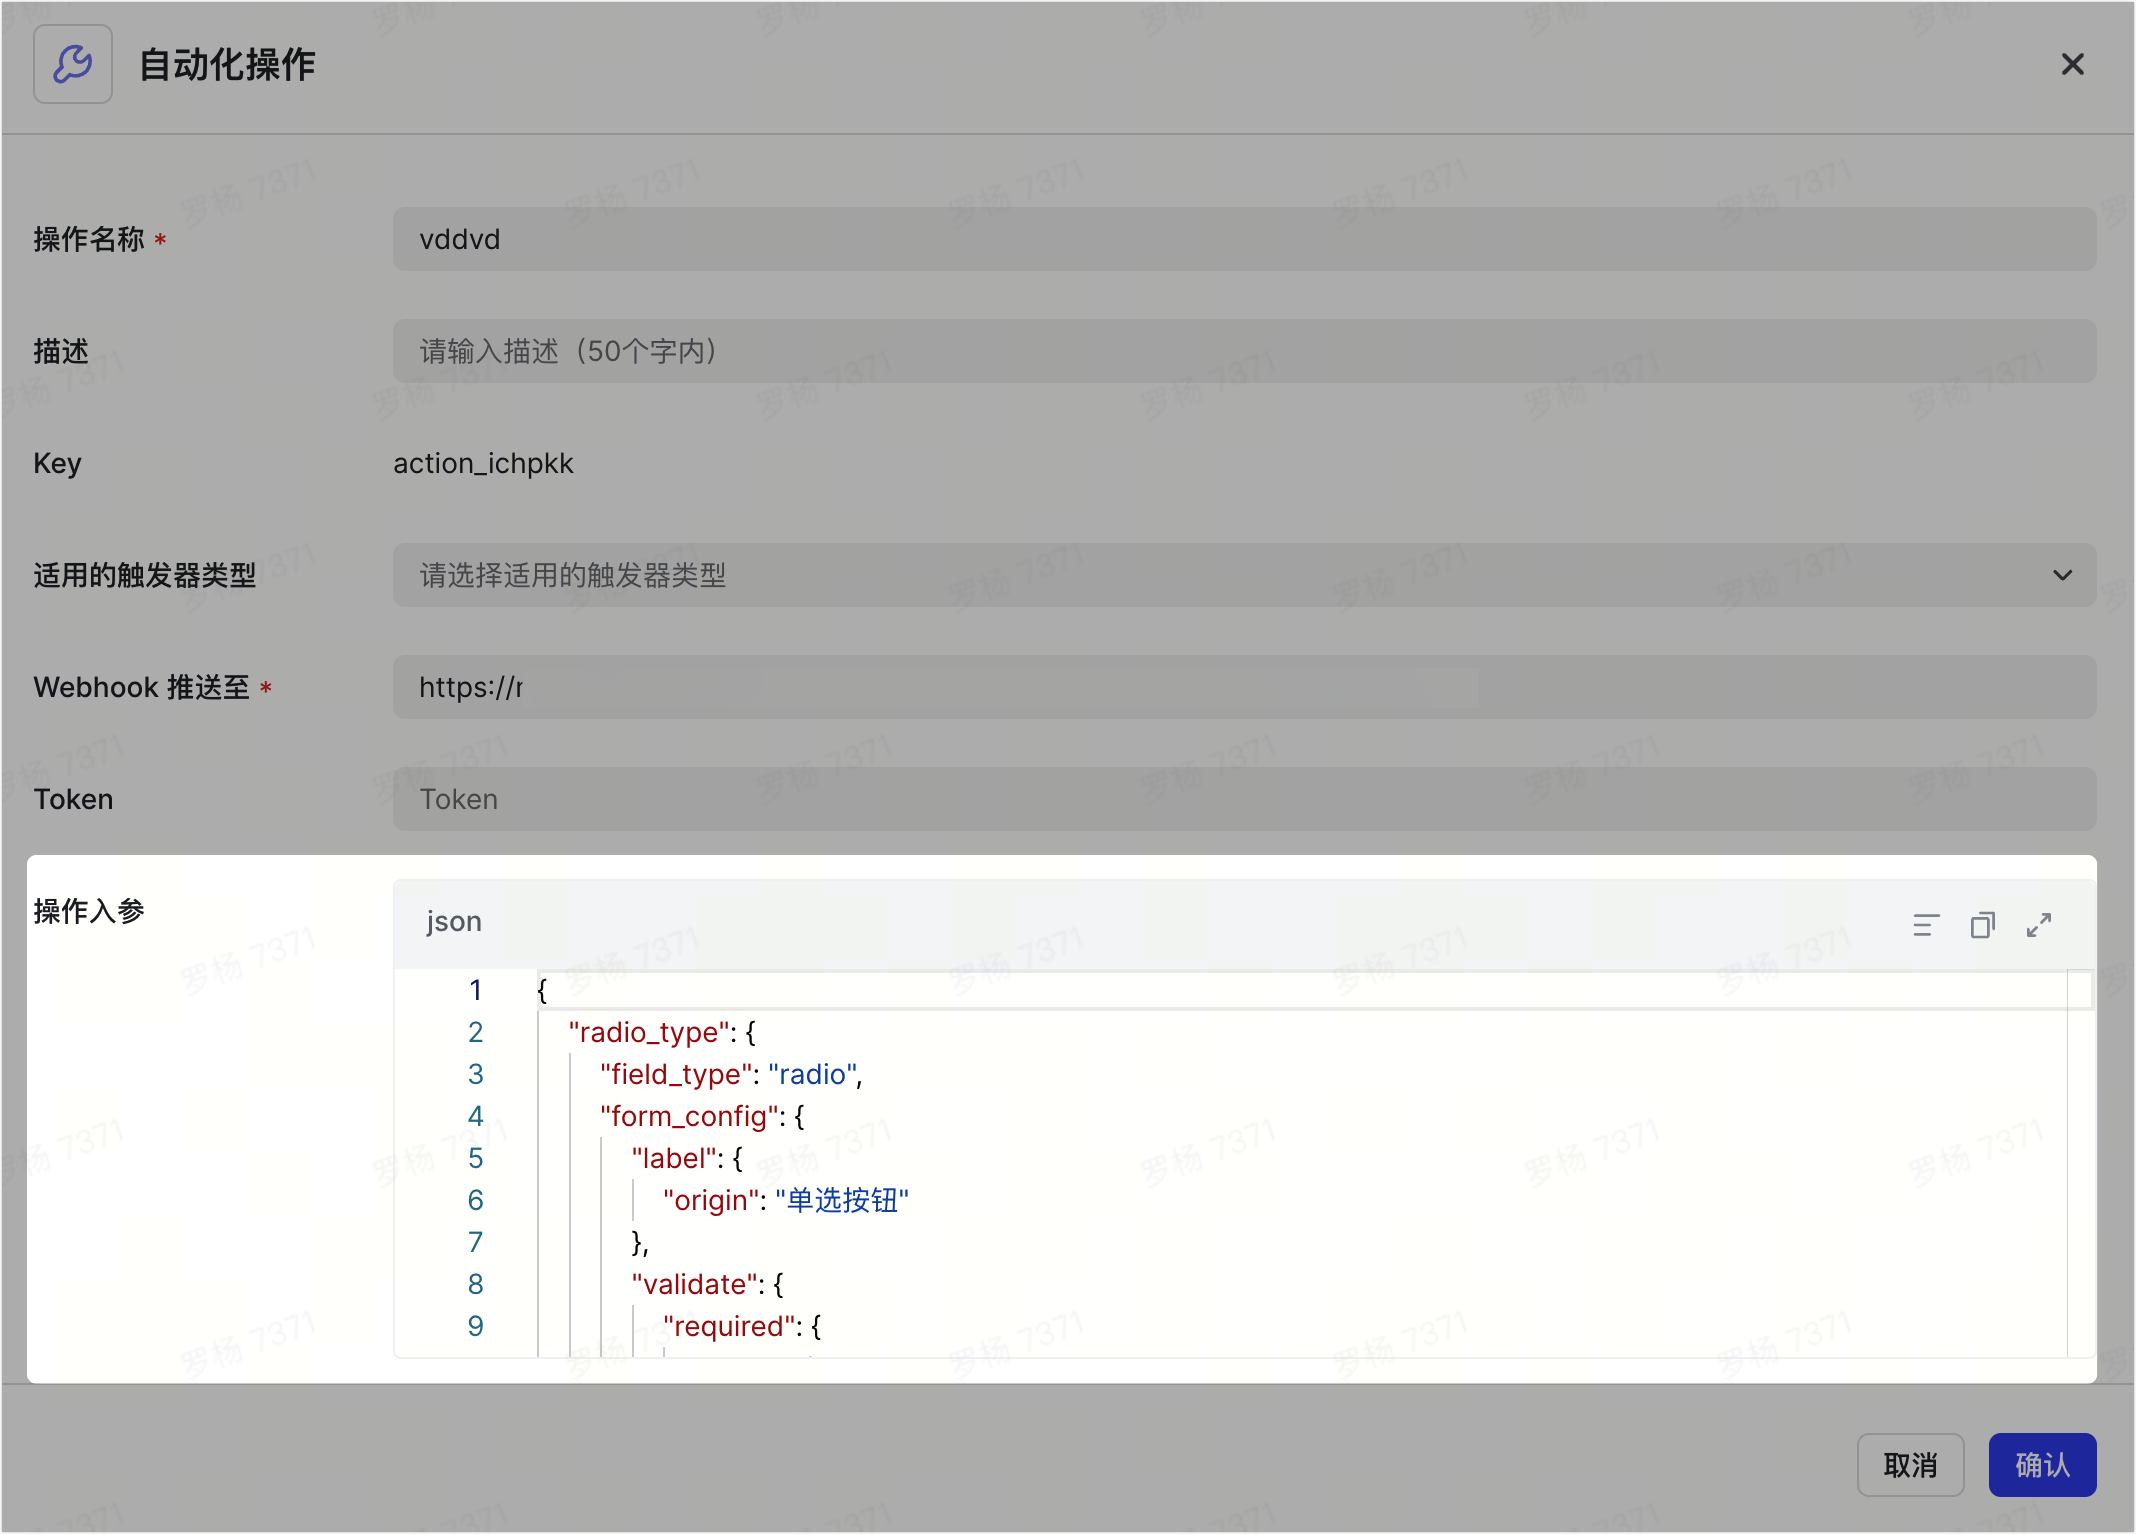 自动化操作
操作名称 *
vddvd
描述
请输入描述（50个字内）
Key
action_ichpkk
适用的触发器类型
请选择适用的触发器类型
Webhook 推送至 *
https://r
Token
Token
操作入参
json
1 {
2 "radio_type": {
3 "field_type": "radio",
4 "form_config": {
5 "label": {
6 "origin": "单选按钮"
7 },
8 "validate": {
9 "required": {
取消
确认
罗杨 7371